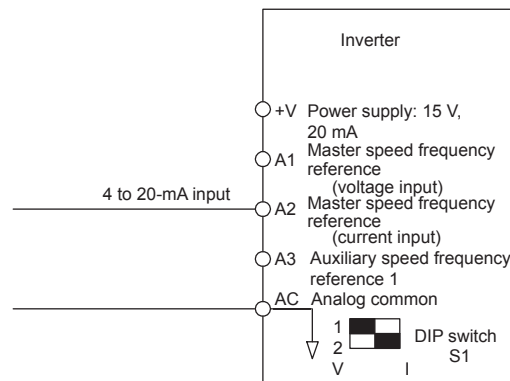 Inverter
+V Power supply: 15 V,
20 mA
A1 Master speed frequency
reference
(voltage input)
4 to 20-mA input
A2 Master speed frequency
reference
(current input)
A3 Auxiliary speed frequency
reference 1
AC Analog common
1
2
DIP switch
S1
V I